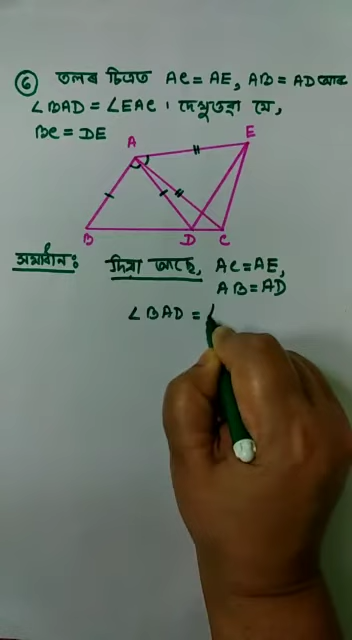 ⑥ তলৰ চিত্ৰত AC = AE, AB = AD আৰু
∠BAD = ∠EAC । দেখুওৱা যে,
BC = DE
A
E
B
D
C
সমাধান : দিয়া আছে, AC = AE,
AB = AD
∠BAD =